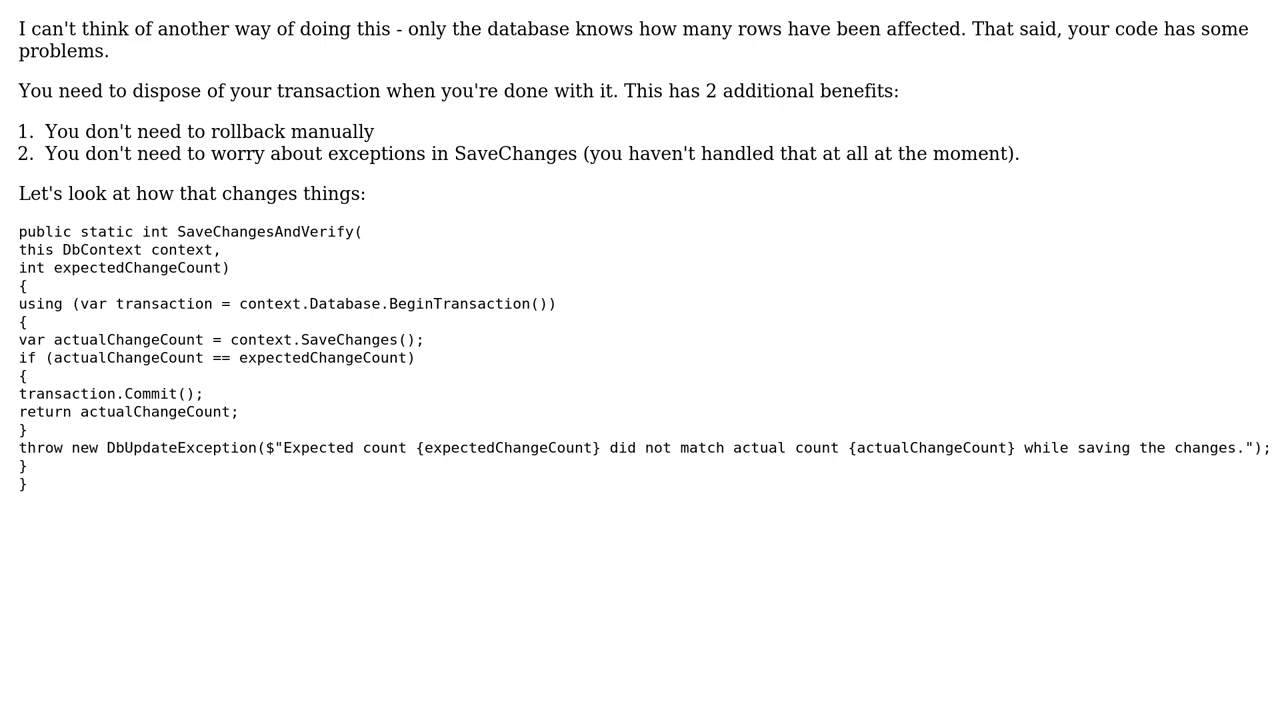 I can't think of another way of doing this - only the database knows how many rows have been affected. That said, your code has some
problems.
You need to dispose of your transaction when you're done with it. This has 2 additional benefits:
1. You don't need to rollback manually
2. You don't need to worry about exceptions in SaveChanges (you haven't handled that at all at the moment).
Let's look at how that changes things:
public static int SaveChangesAndVerify(
this DbContext context,
int expectedChangeCount)
{
using (var transaction = context.Database.BeginTransaction())
{
var actualChangeCount = context.SaveChanges();
if (actualChangeCount == expectedChangeCount)
{
transaction.Commit();
return actualChangeCount;
}
throw new DbUpdateException($"Expected count {expectedChangeCount} did not match actual count {actualChangeCount} while saving the changes.");
}
}